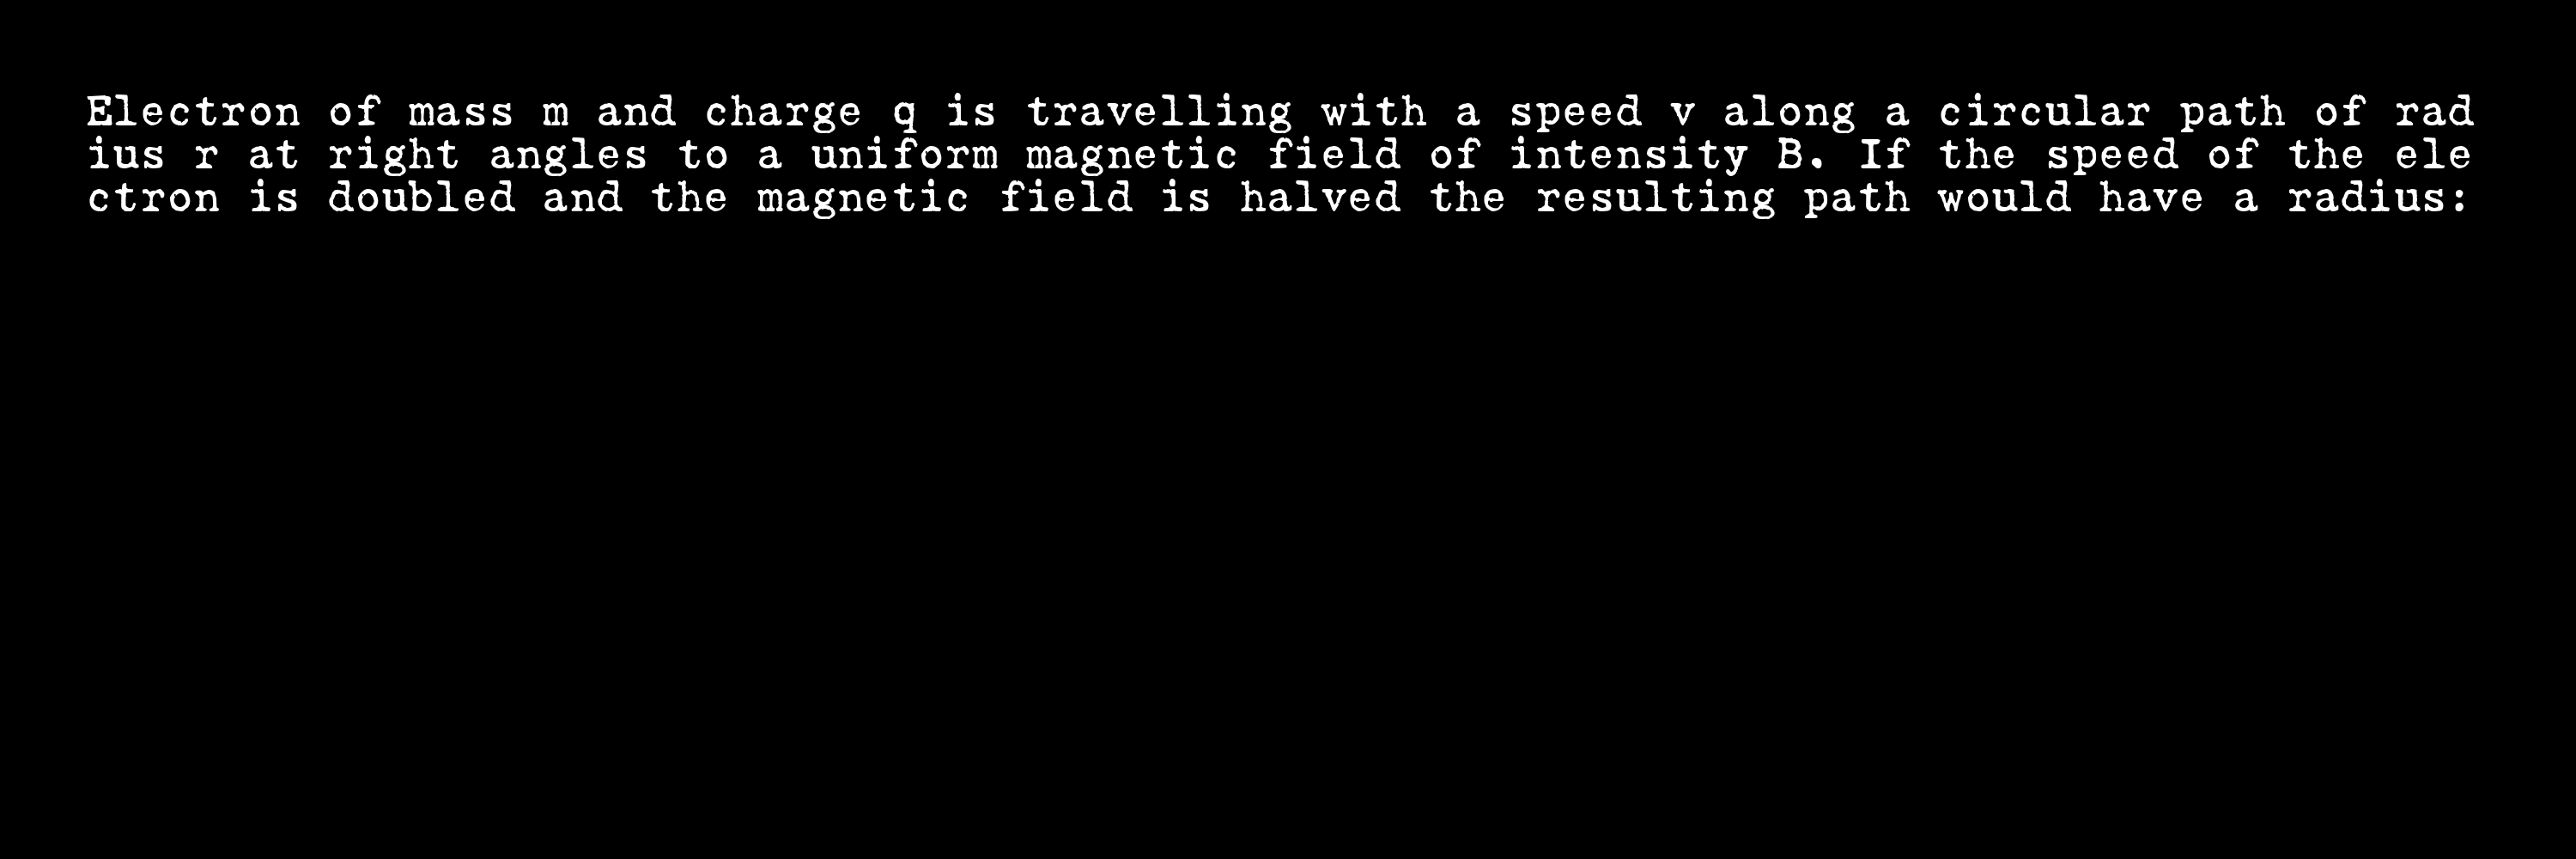 Electron of mass m and charge q is travelling with a speed v along a circular path of rad
ius r at right angles to a uniform magnetic field of intensity B. If the speed of the ele
ctron is doubled and the magnetic field is halved the resulting path would have a radius: